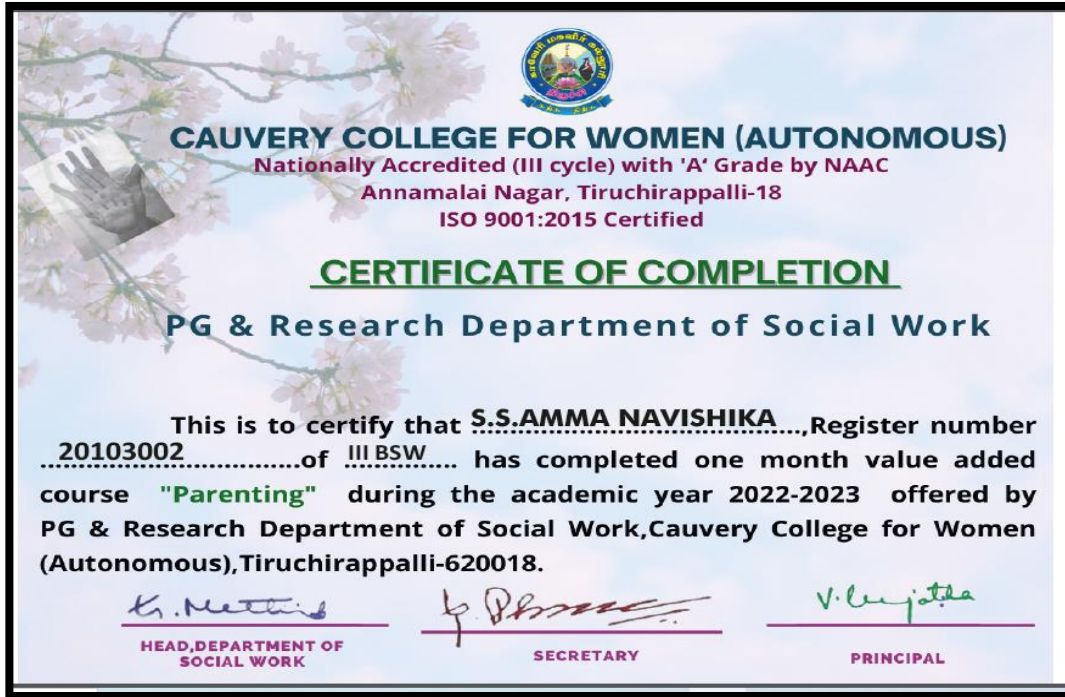 காவேரி மகளிர் கல்லூரி
திருச்சி
CAUVERY COLLEGE FOR WOMEN (AUTONOMOUS)
Nationally Accredited (III cycle) with 'A‘ Grade by NAAC
Annamalai Nagar, Tiruchirappalli-18
ISO 9001:2015 Certified
CERTIFICATE OF COMPLETION
PG & Research Department of Social Work
This is to certify that S.S.AMMA NAVISHIKA...,Register number
20103002 of III BSW has completed one month value added
course "Parenting" during the academic year 2022-2023 offered by
PG & Research Department of Social Work,Cauvery College for Women
(Autonomous),Tiruchirappalli-620018.
HEAD,DEPARTMENT OF
SOCIAL WORK
SECRETARY
PRINCIPAL